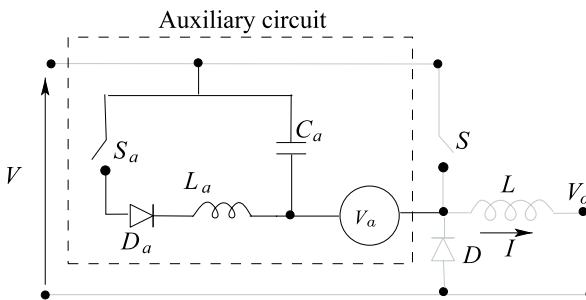 Auxiliary circuit
S_a
C_a
S
V
L_a
L
V_o
V_a
D_a
D
I